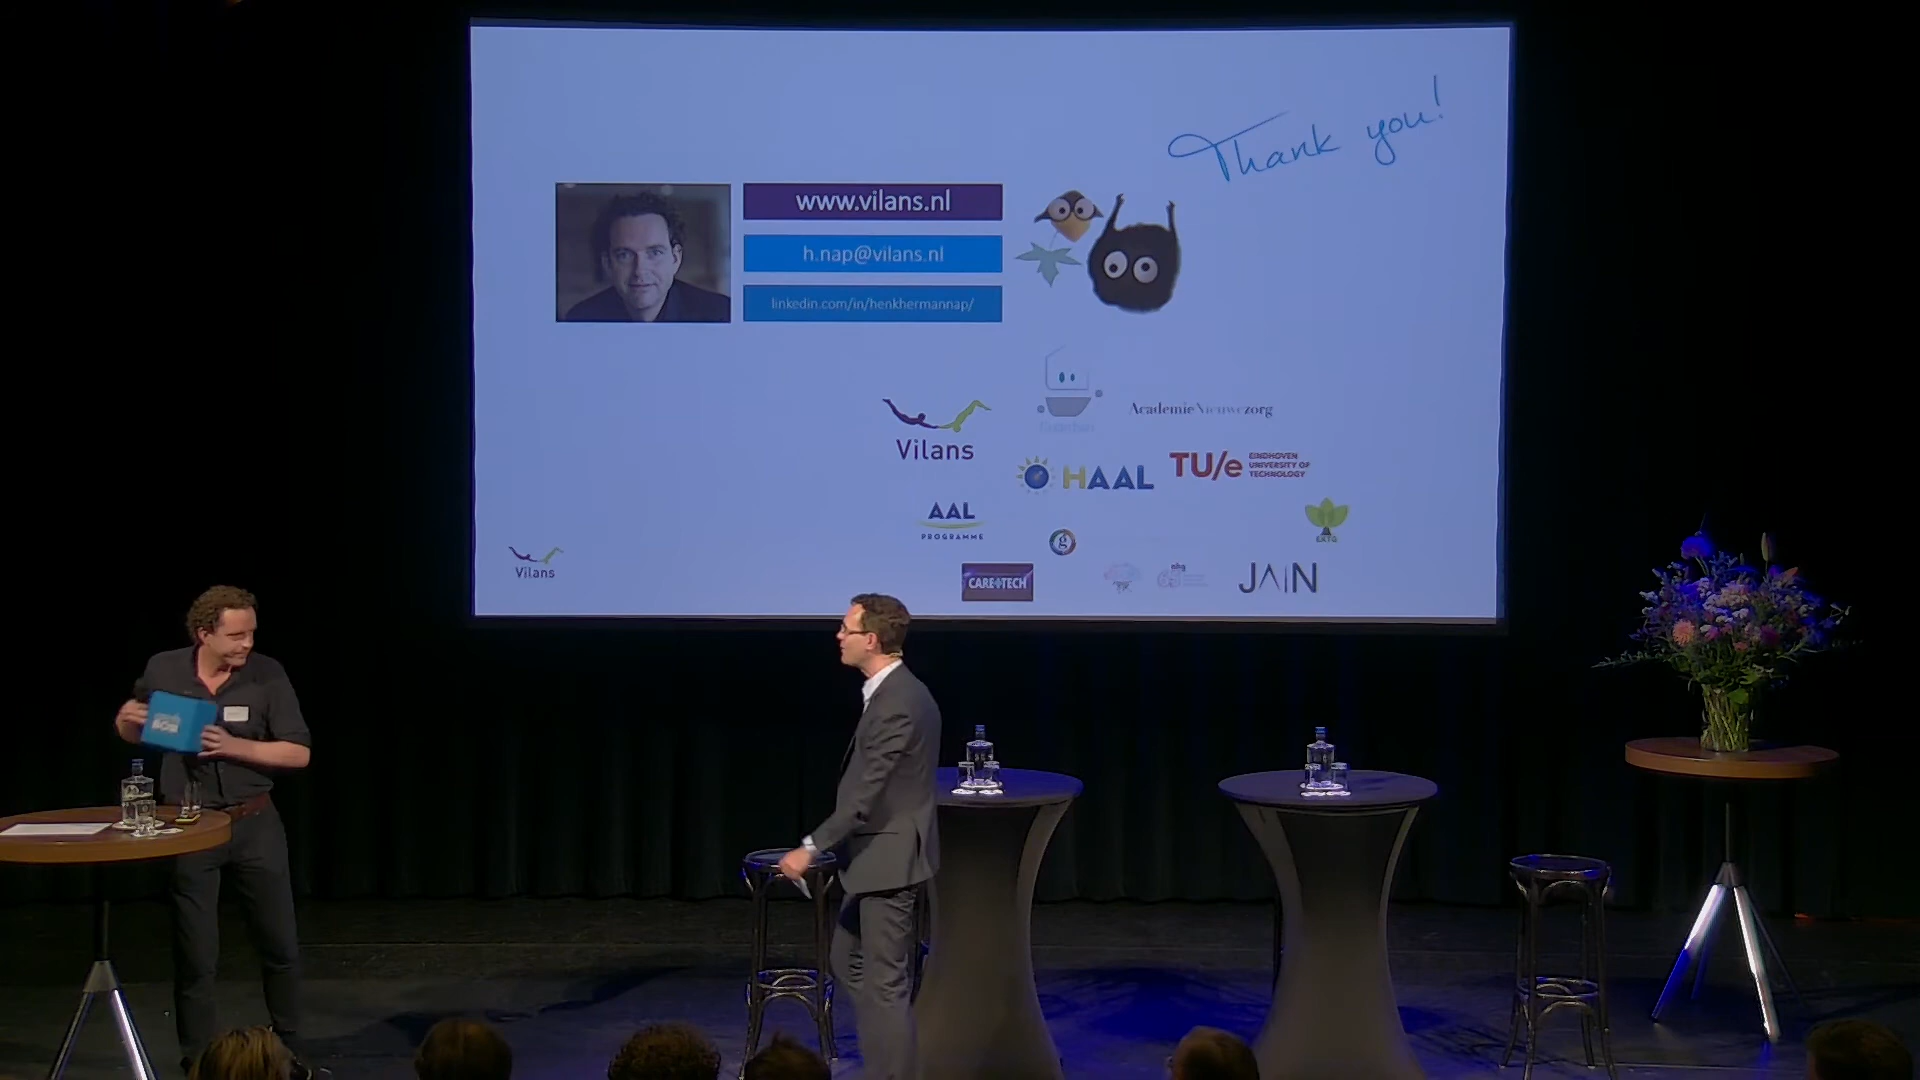 Thank you!
www.vilans.nl
h.nap@vilans.nl
linkedin.com/in/henkhermannap/
Vilans
AcademieNieuwezorg
HAAL
TU/e EINDHOVEN
UNIVERSITY OF
TECHNOLOGY
AAL
PROGRAMME
g
Vilans
CARE+TECH
JAIN